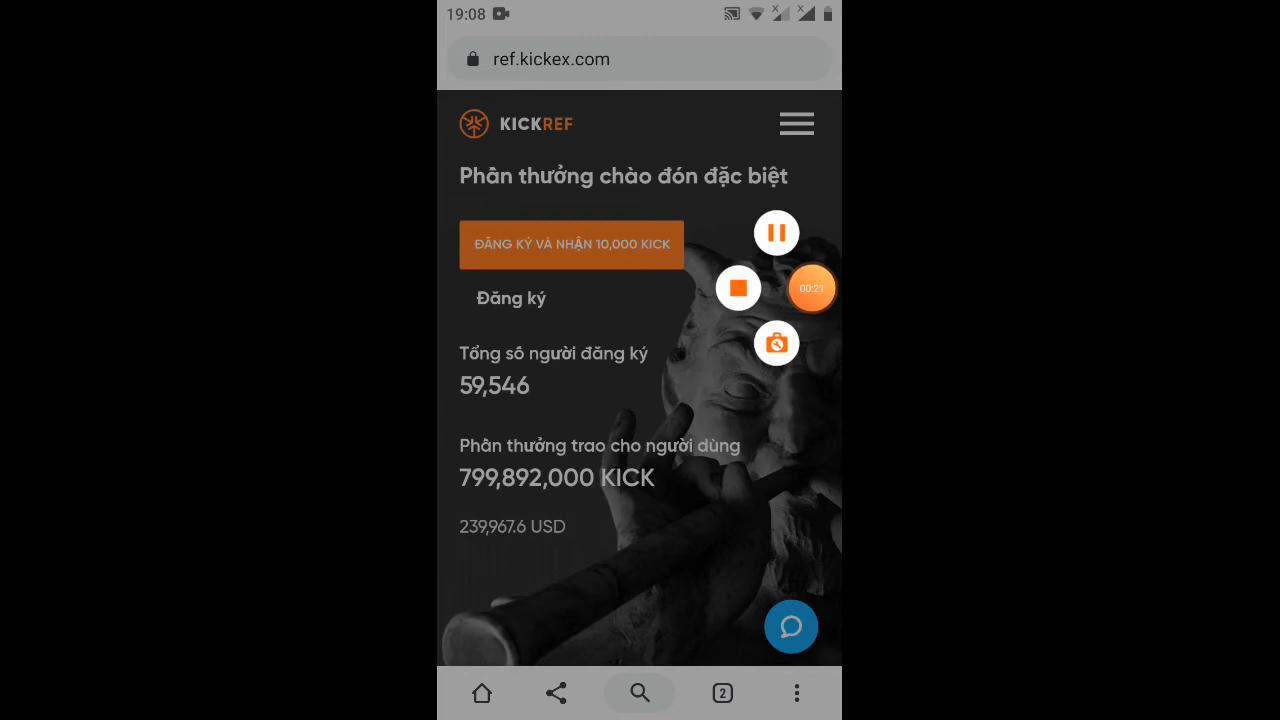 19:08
ref.kickex.com
KICKREF
Phần thưởng chào đón đặc biệt
ĐĂNG KÝ VÀ NHẬN 10,000 KICK
00:21
Đăng ký
Tổng số người đăng ký
59,546
Phần thưởng trao cho người dùng
799,892,000 KICK
239,967.6 USD
2